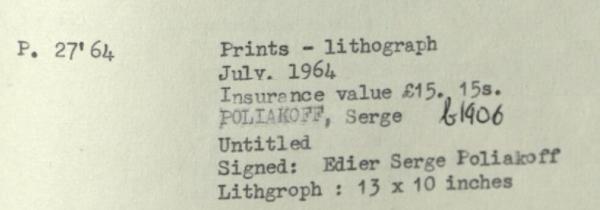 P. 27'64 Prints - lithograph
July. 1964
Insurance value £15. 15s.
POLIAKOFF, Serge b1906
Untitled
Signed: Edier Serge Poliakoff
Lithgroph : 13 x 10 inches